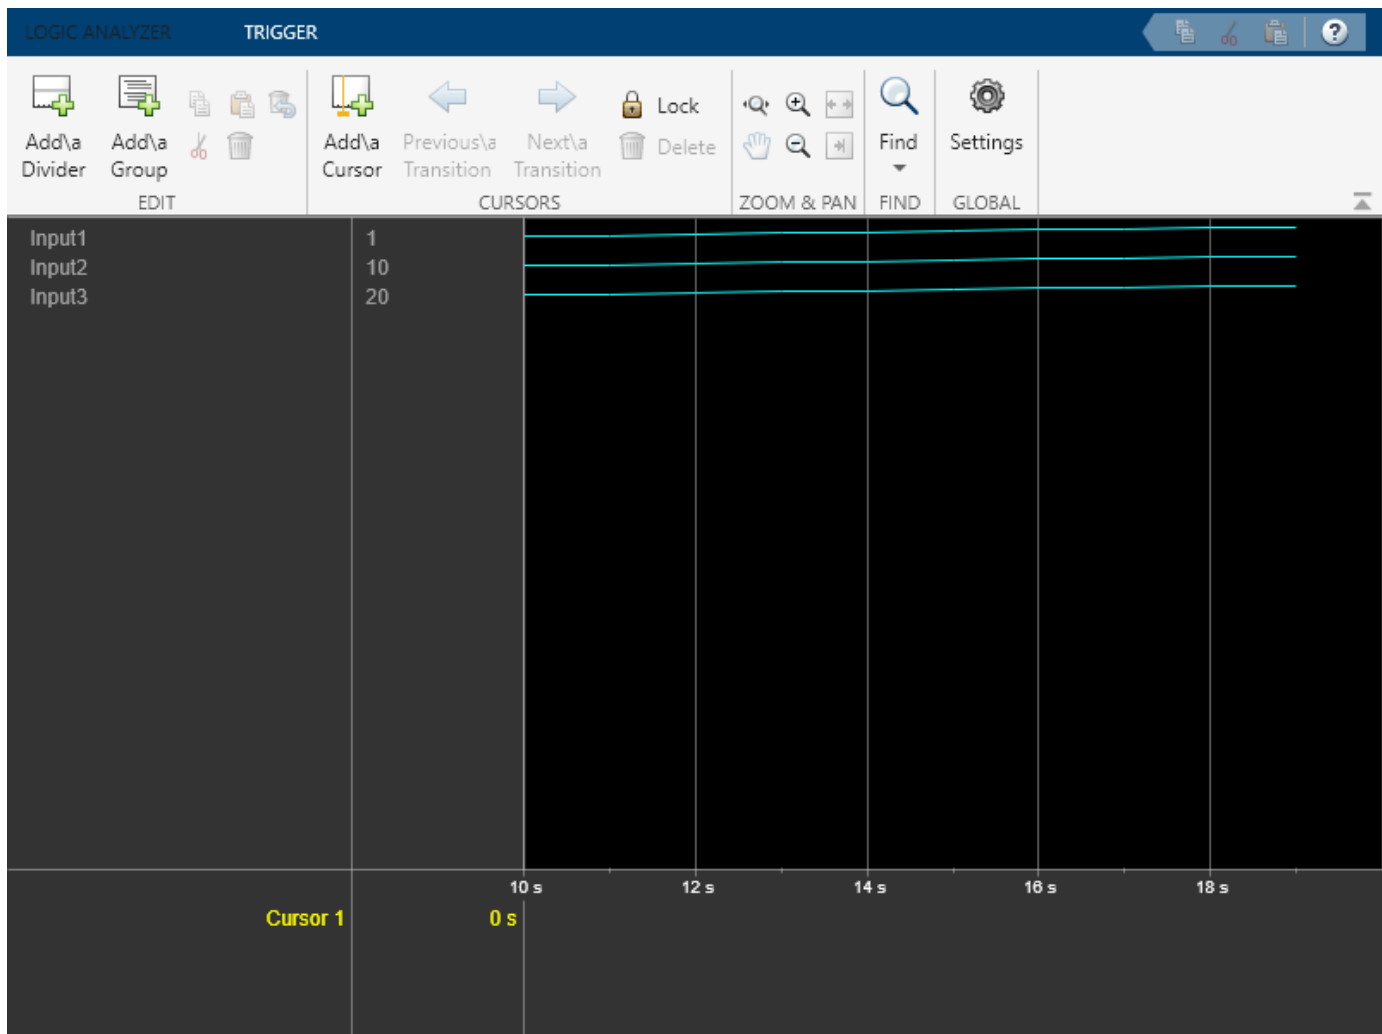 LOGIC ANALYZER TRIGGER
Add\a Divider
Add\a Group
Add\a Cursor
Previous\a Transition
Next\a Transition
Lock
Delete
Find
Settings
EDIT CURSORS ZOOM & PAN FIND GLOBAL
Input1 1
Input2 10
Input3 20
10 s 12 s 14 s 16 s 18 s
Cursor 1 0 s